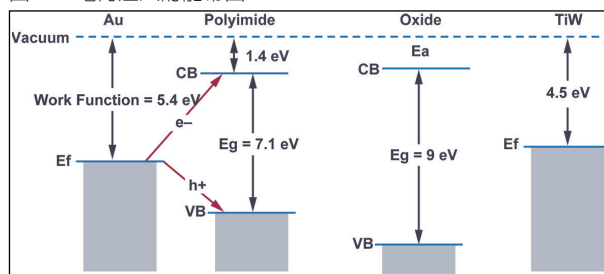 Au Polyimide Oxide TiW
Vacuum
1.4 eV
Ea
CB
CB
Work Function = 5.4 eV
4.5 eV
e–
Eg = 7.1 eV
Eg = 9 eV
Ef
Ef
h+
VB
VB